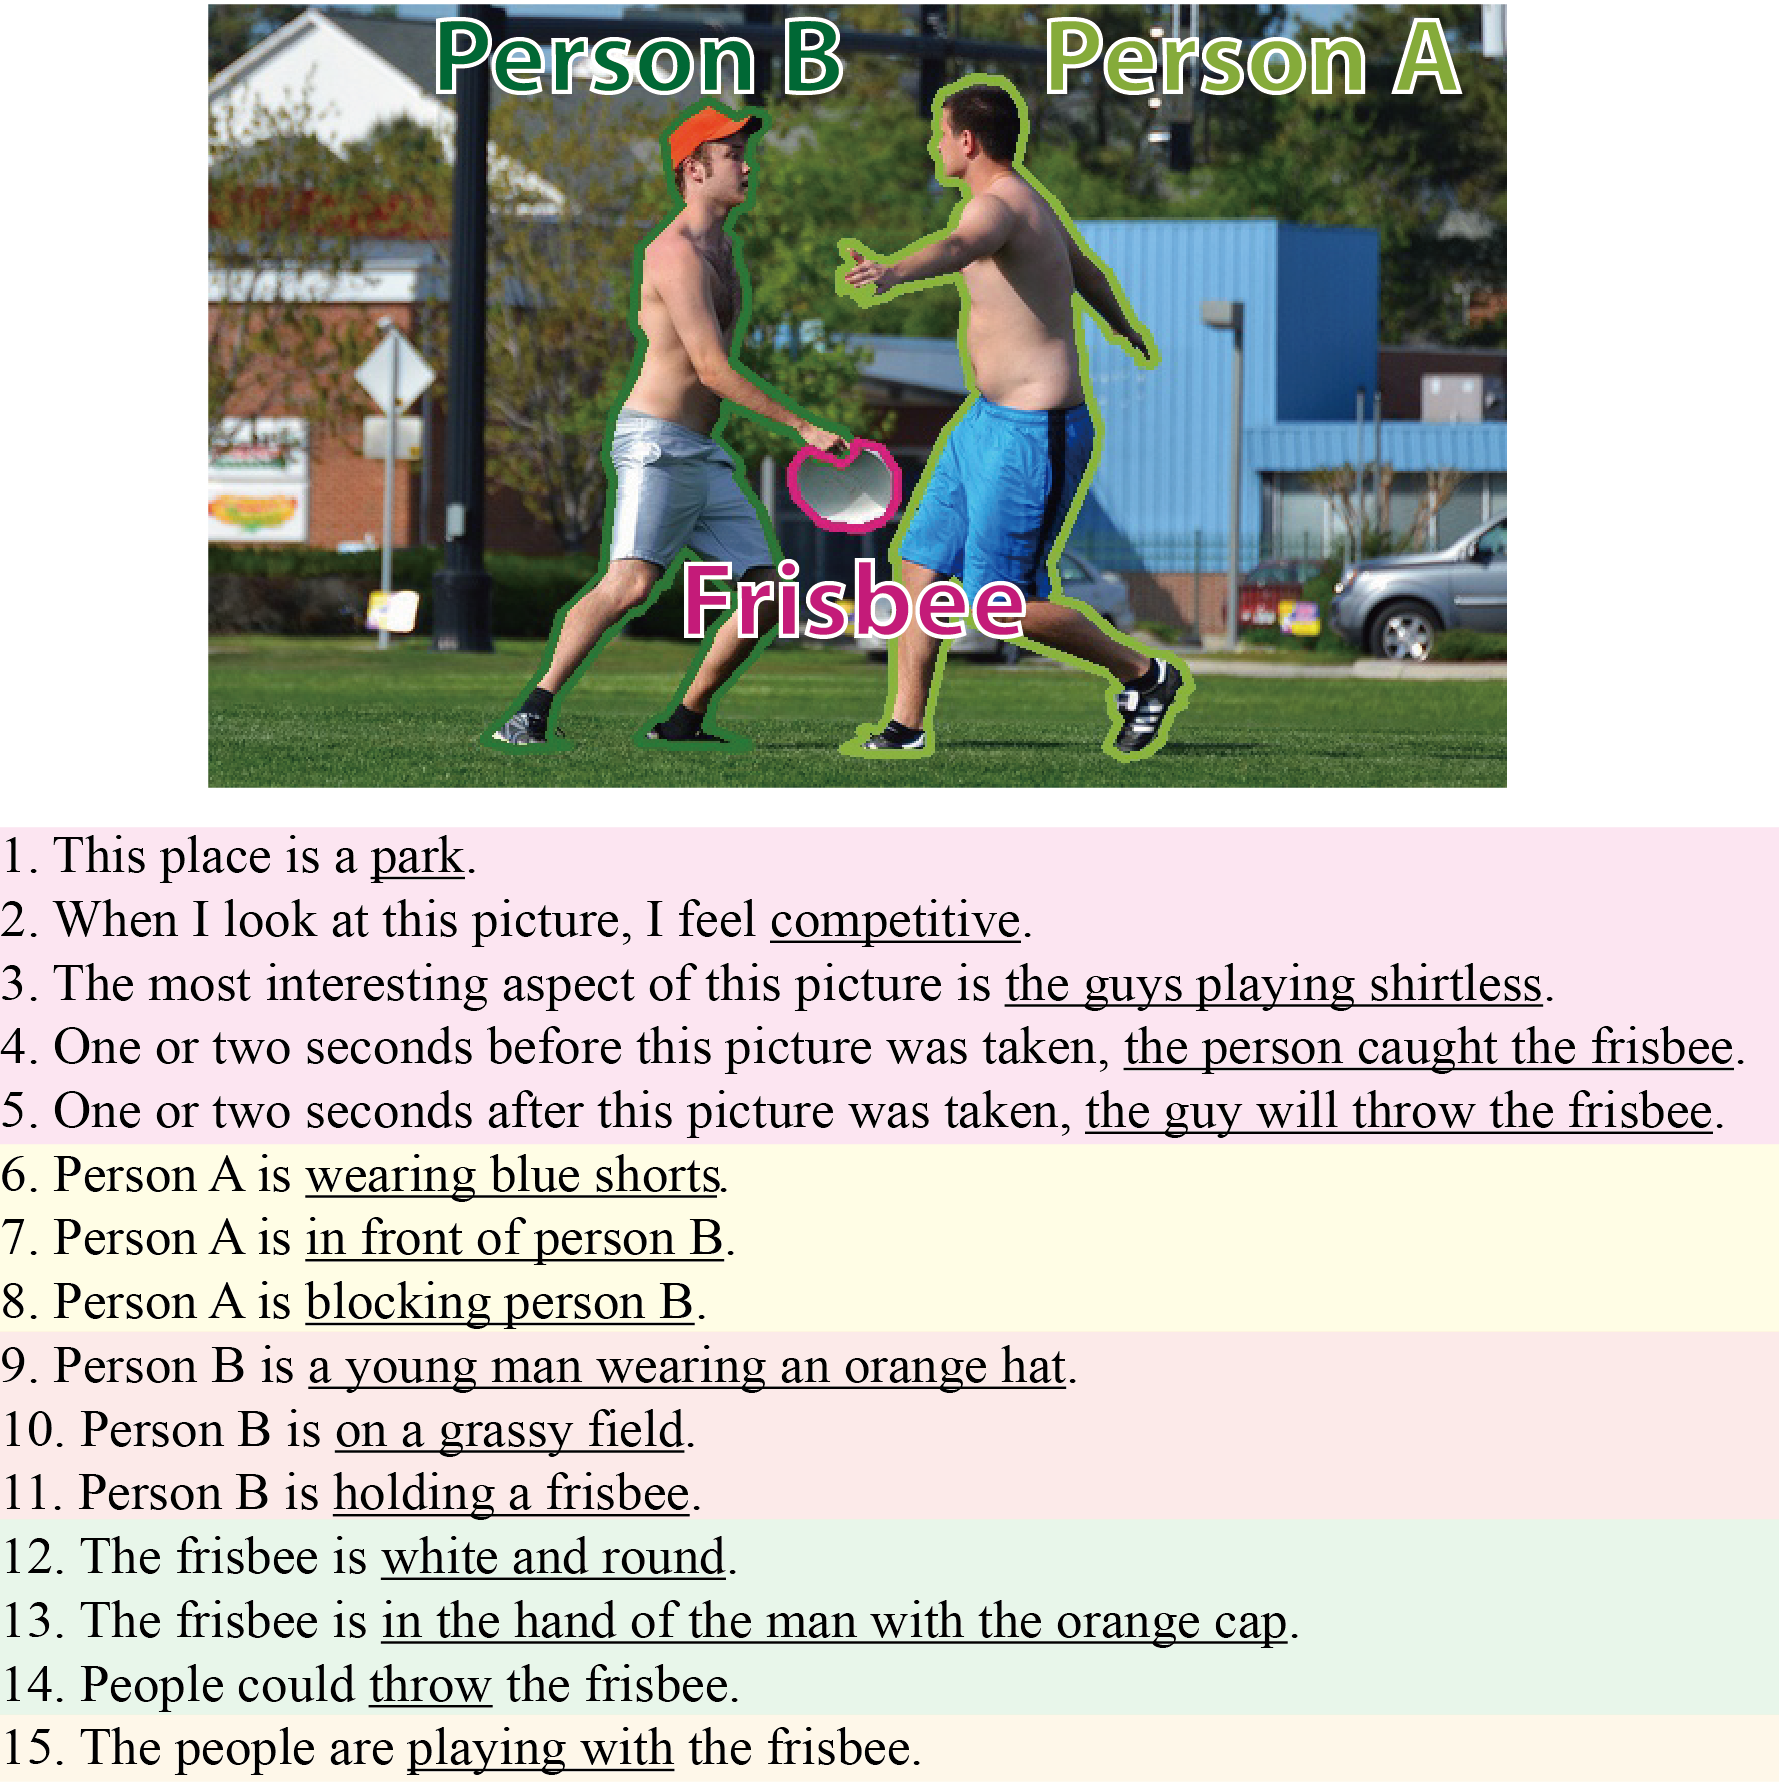 Person B Person A
Frisbee
1. This place is a park.
2. When I look at this picture, I feel competitive.
3. The most interesting aspect of this picture is the guys playing shirtless.
4. One or two seconds before this picture was taken, the person caught the frisbee.
5. One or two seconds after this picture was taken, the guy will throw the frisbee.
6. Person A is wearing blue shorts.
7. Person A is in front of person B.
8. Person A is blocking person B.
9. Person B is a young man wearing an orange hat.
10. Person B is on a grassy field.
11. Person B is holding a frisbee.
12. The frisbee is white and round.
13. The frisbee is in the hand of the man with the orange cap.
14. People could throw the frisbee.
15. The people are playing with the frisbee.